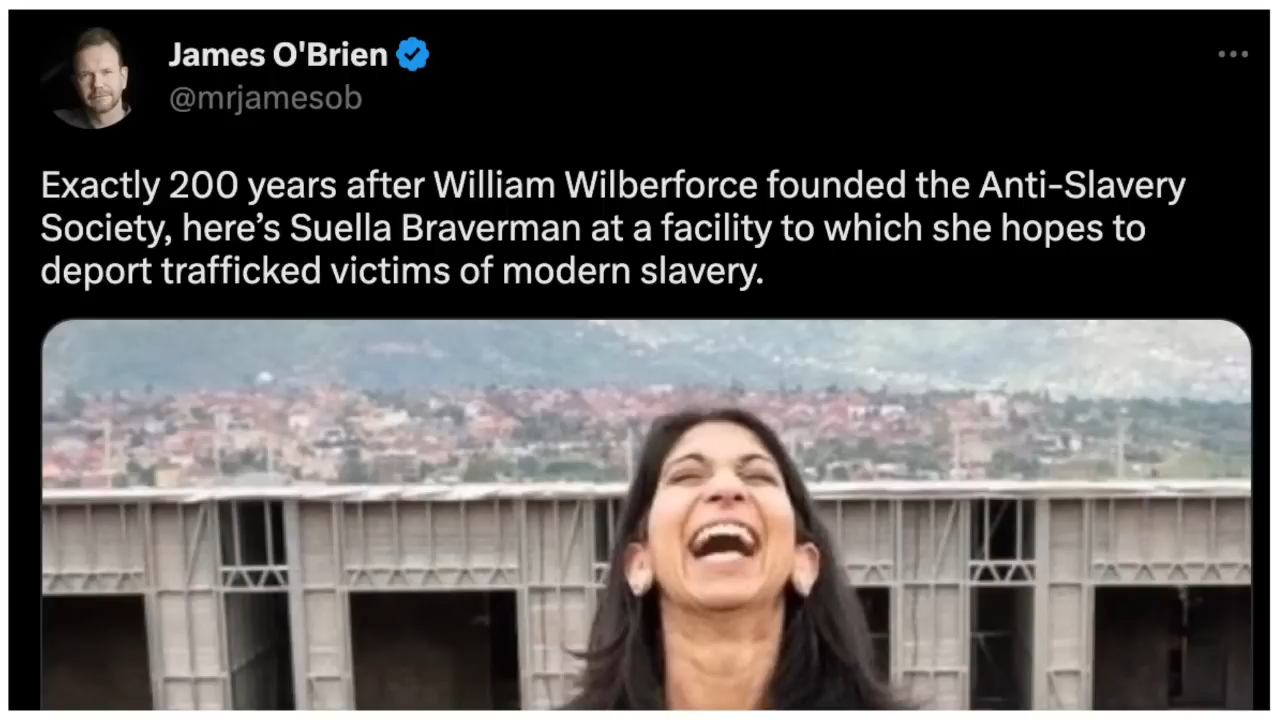 James O'Brien
@mrjamesob
Exactly 200 years after William Wilberforce founded the Anti-Slavery
Society, here’s Suella Braverman at a facility to which she hopes to
deport trafficked victims of modern slavery.